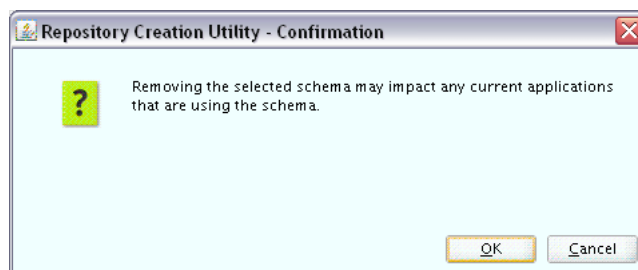 Repository Creation Utility - Confirmation
?
Removing the selected schema may impact any current applications
that are using the schema.
OK
Cancel